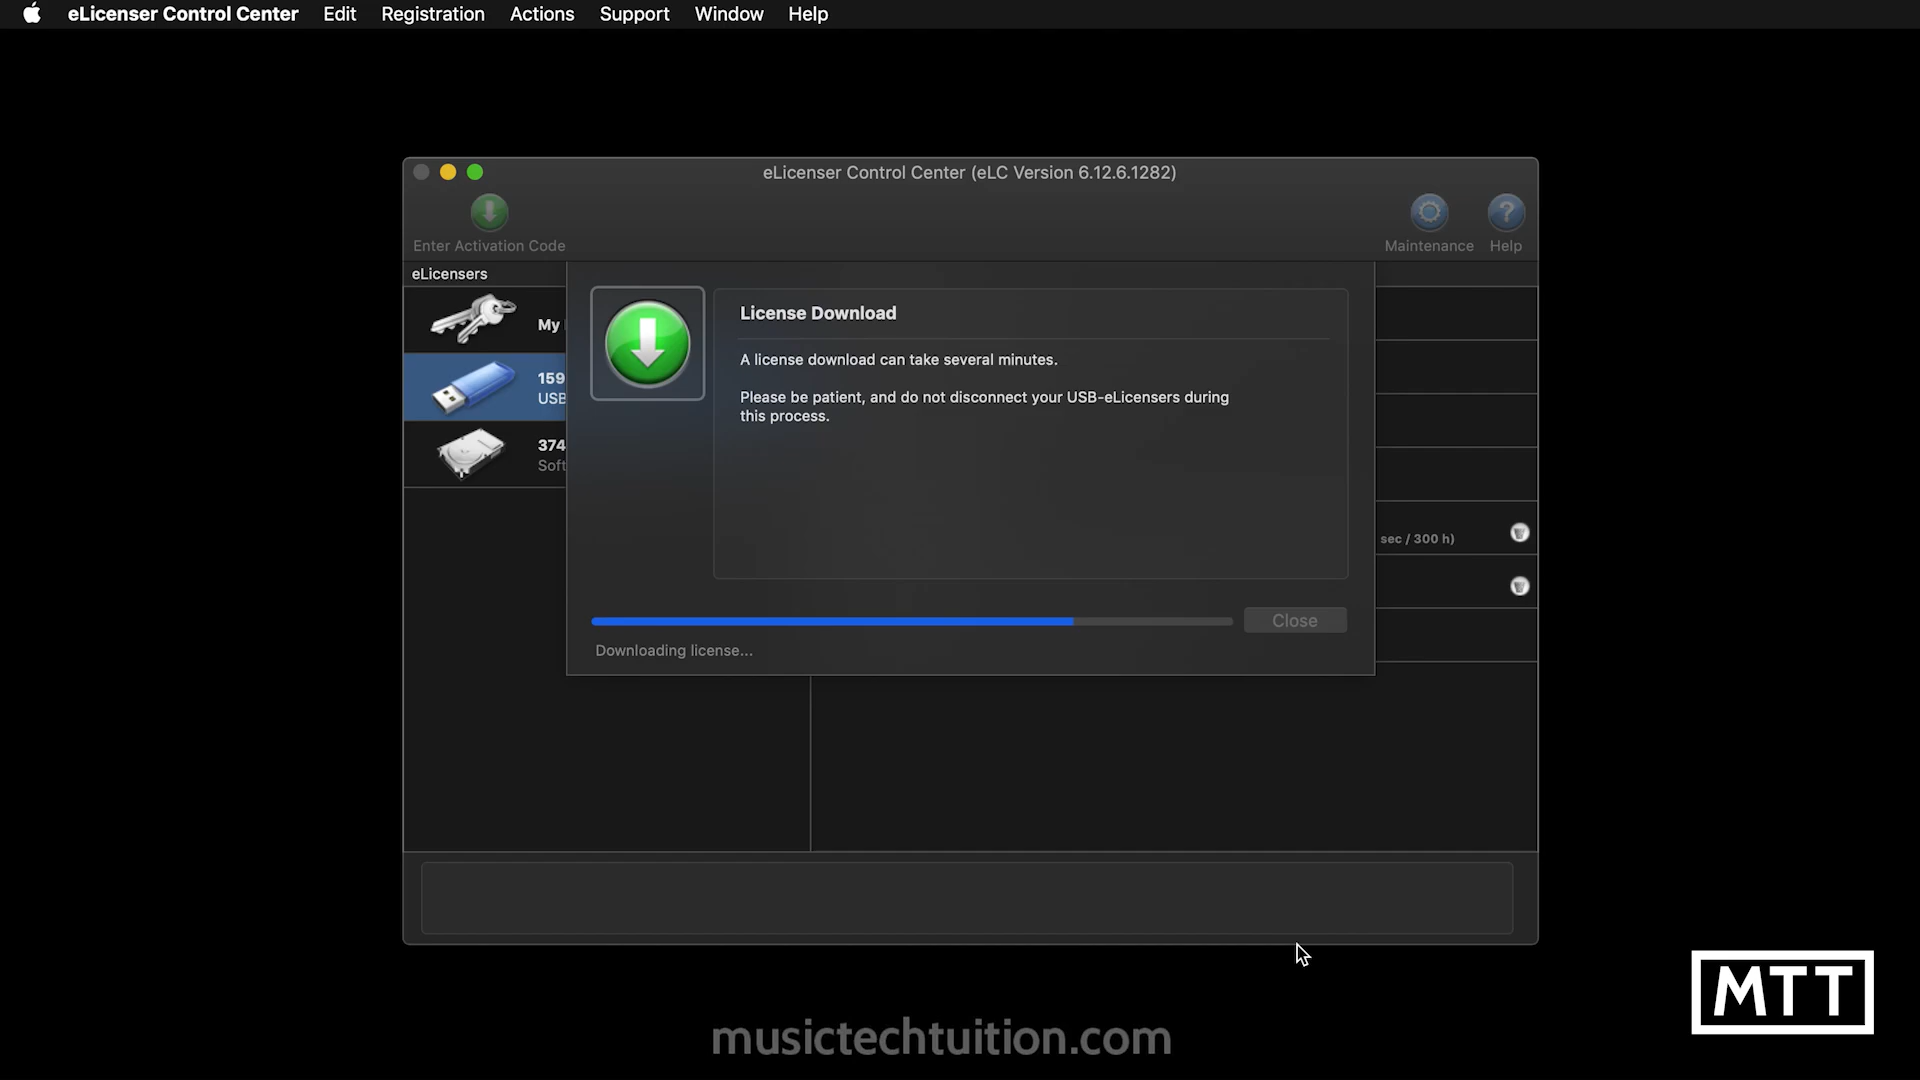 eLicenser Control Center Edit Registration Actions Support Window Help
eLicenser Control Center (eLC Version 6.12.6.1282)
Enter Activation Code
Maintenance Help
eLicensers
My
159
USB
374
Soft
License Download
A license download can take several minutes.
Please be patient, and do not disconnect your USB-eLicensers during
this process.
sec / 300 h)
Close
Downloading license...
MTT
musictechtuition.com